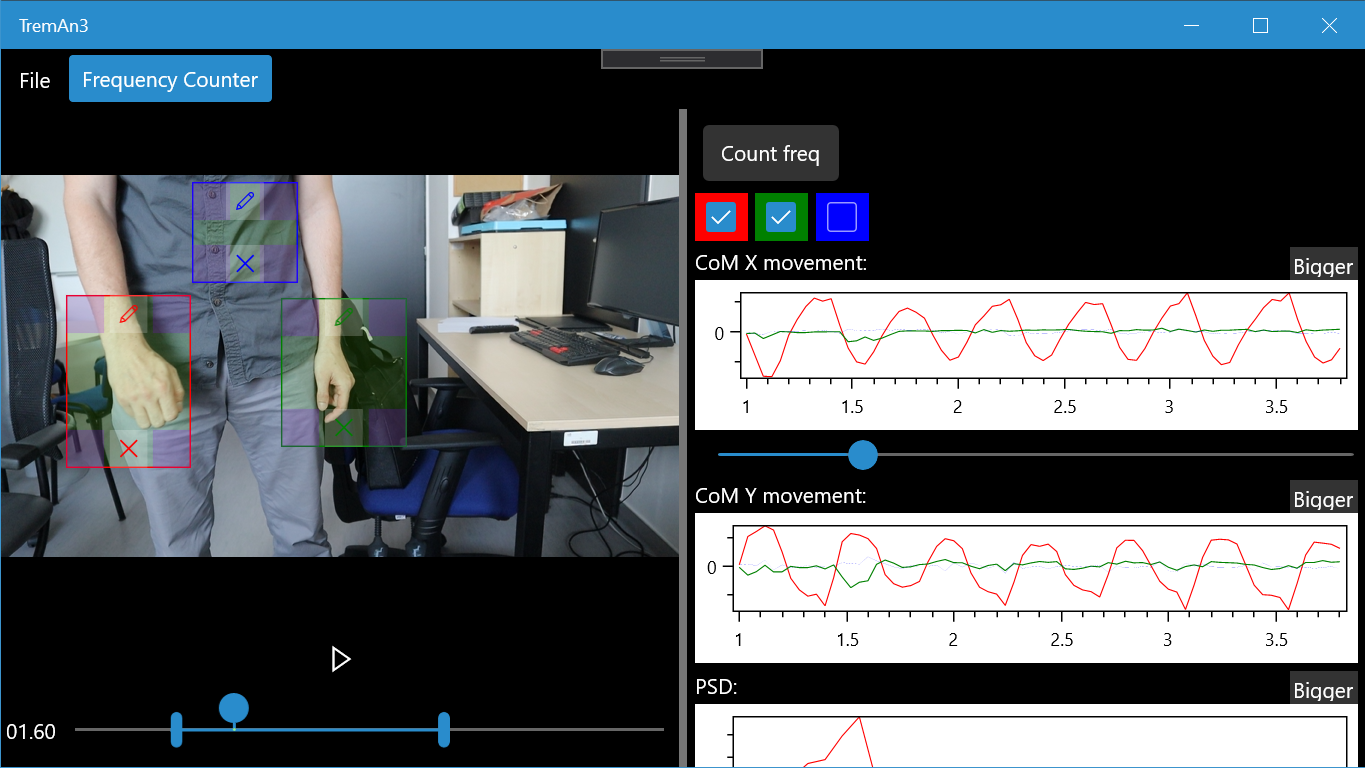 TremAn3
File Frequency Counter
Count freq
CoM X movement: Bigger
0
1 1.5 2 2.5 3 3.5
CoM Y movement: Bigger
0
1 1.5 2 2.5 3 3.5
PSD: Bigger
01.60